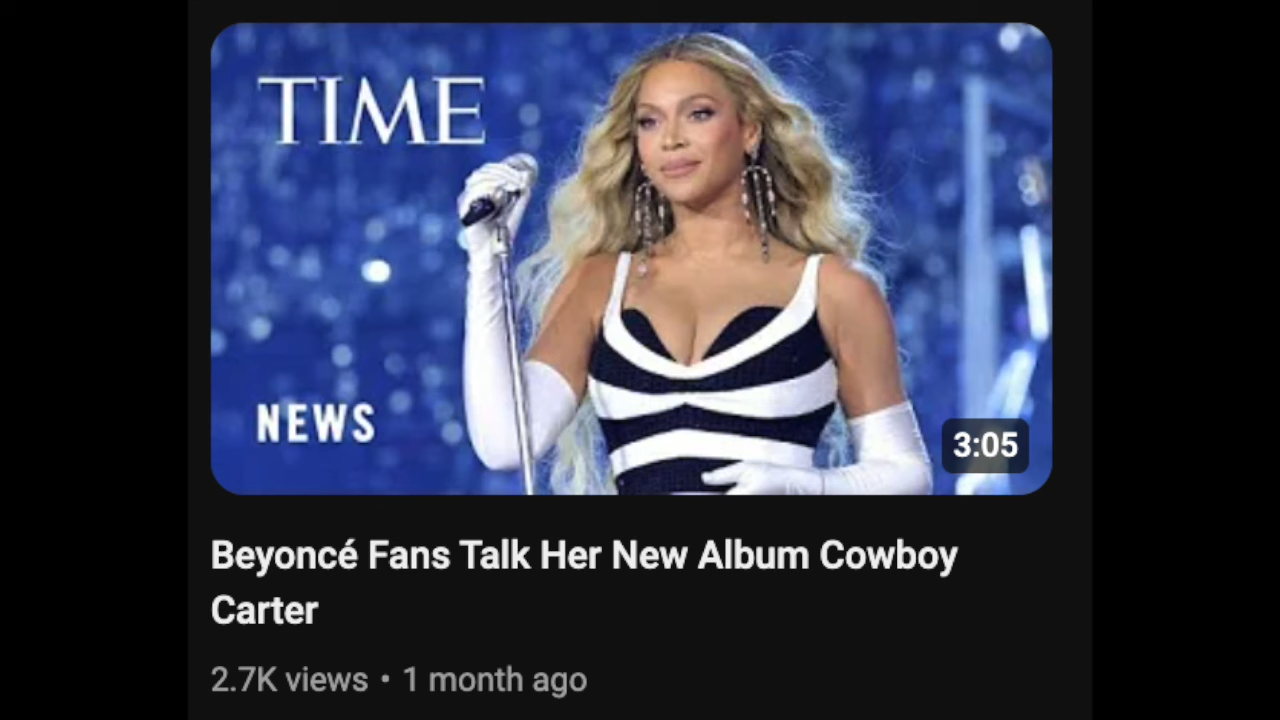 TIME
NEWS
3:05
Beyoncé Fans Talk Her New Album Cowboy
Carter
2.7K views • 1 month ago